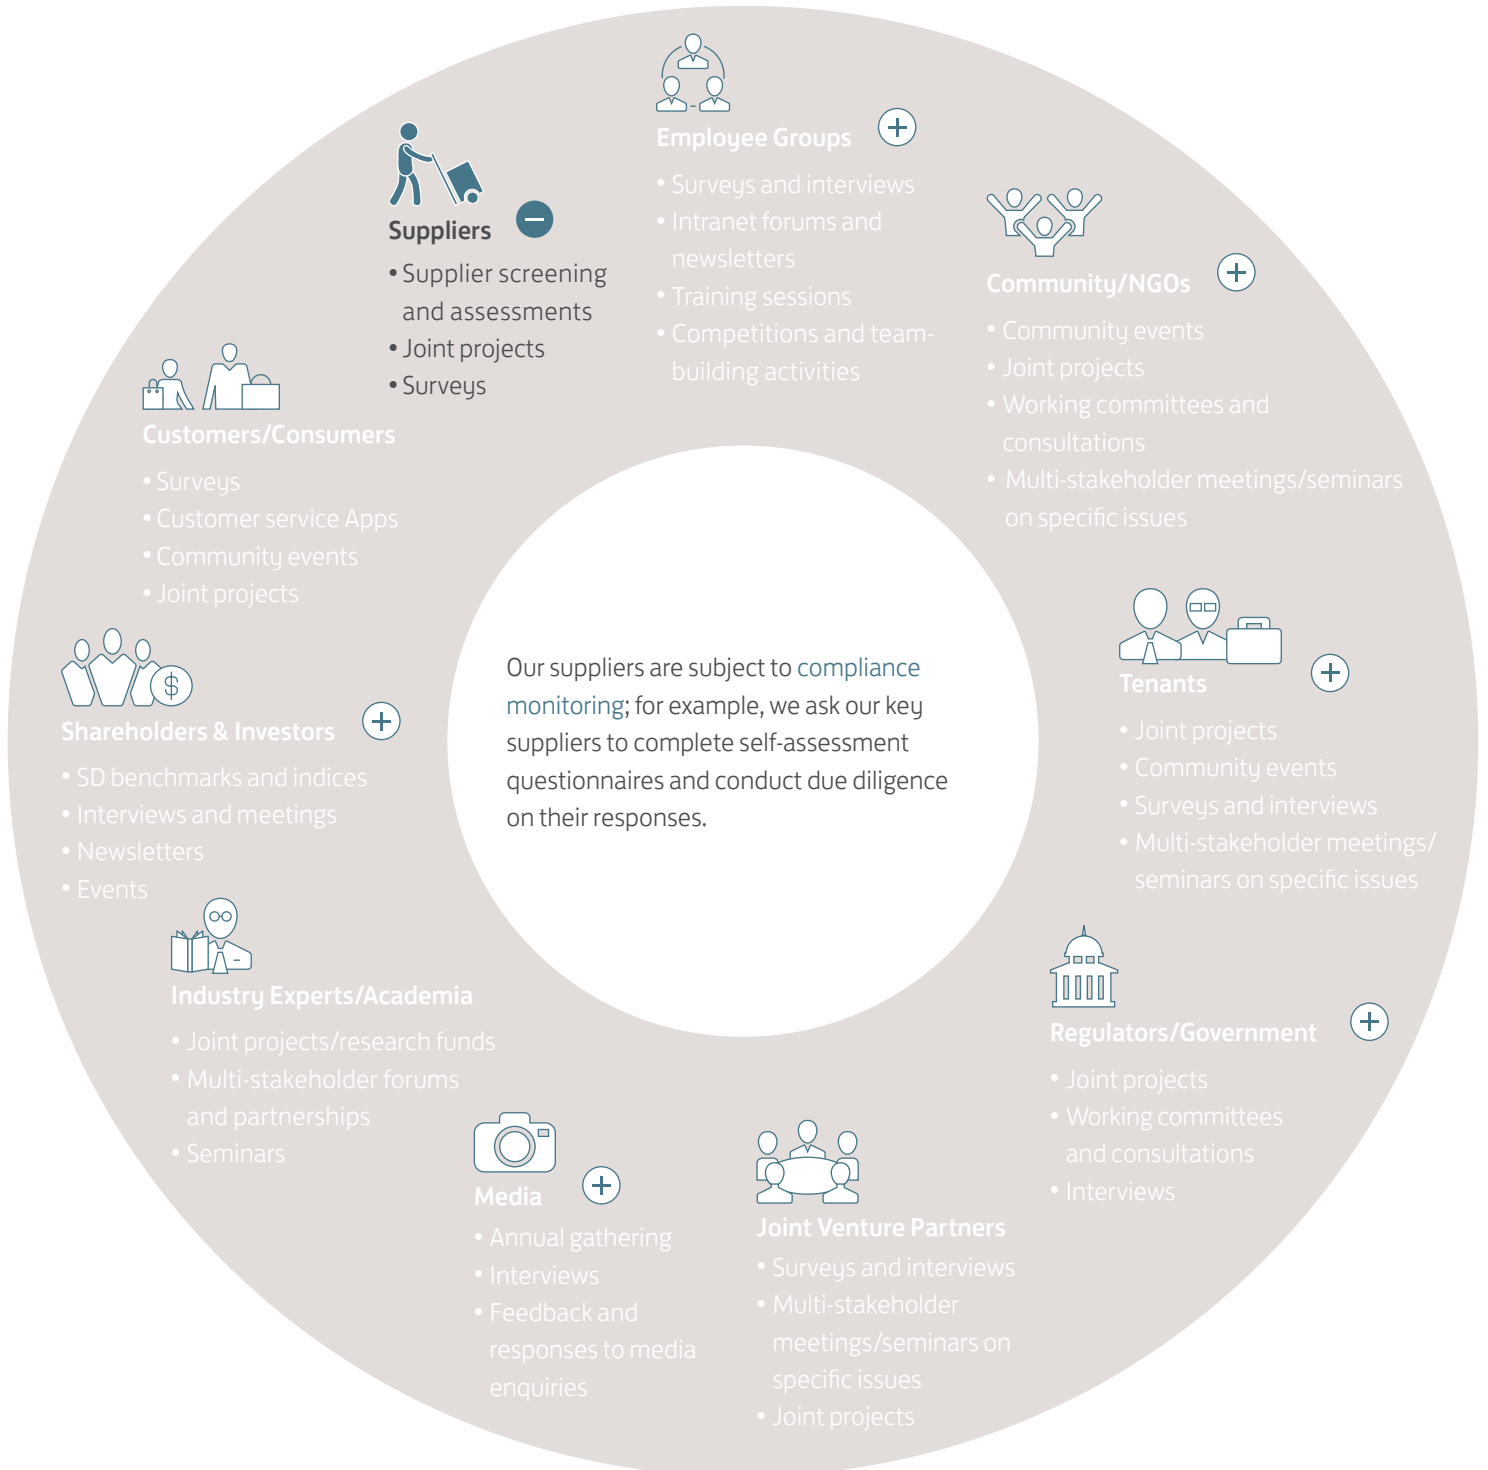 Employee Groups
• Surveys and interviews
• Intranet forums and
newsletters
• Training sessions
• Competitions and team-
building activities
Suppliers
• Supplier screening
and assessments
• Joint projects
• Surveys
Community/NGOs
• Community events
• Joint projects
• Working committees and
consultations
• Multi-stakeholder meetings/seminars
on specific issues
Customers/Consumers
• Surveys
• Customer service Apps
• Community events
• Joint projects
Our suppliers are subject to compliance
monitoring; for example, we ask our key
suppliers to complete self-assessment
questionnaires and conduct due diligence
on their responses.
Tenants
• Joint projects
• Community events
• Surveys and interviews
• Multi-stakeholder meetings/
seminars on specific issues
$
Shareholders & Investors
• SD benchmarks and indices
• Interviews and meetings
• Newsletters
• Events
Industry Experts/Academia
• Joint projects/research funds
• Multi-stakeholder forums
and partnerships
• Seminars
Regulators/Government
• Joint projects
• Working committees
and consultations
• Interviews
Media
• Annual gathering
• Interviews
• Feedback and
responses to media
enquiries
Joint Venture Partners
• Surveys and interviews
• Multi-stakeholder
meetings/seminars on
specific issues
• Joint projects